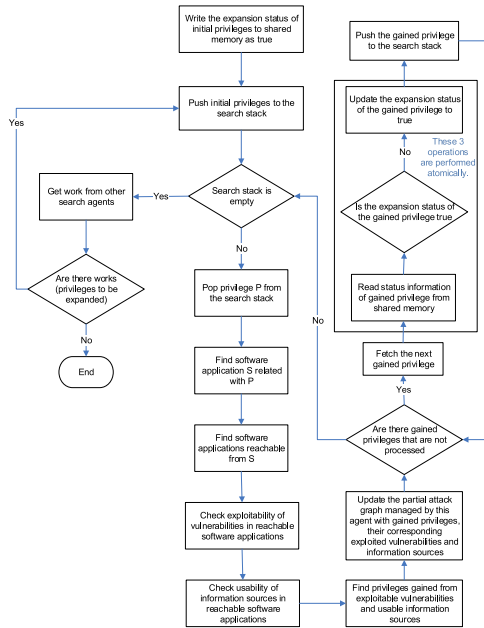 Write the expansion status of
initial privileges to shared
memory as true
Push initial privileges to the
search stack
Search stack is
empty
Yes
Get work from other
search agents
Are there works
(privileges to be
expanded)
Yes
No
End
No
Pop privilege P from
the search stack
Find software
application S related
with P
Find software
applications reachable
from S
Check exploitability of
vulnerabilities in reachable
software applications
Check usability of
information sources in
reachable software
applications
Find privileges gained from
exploitable vulnerabilities
and usable information
sources
Update the partial attack
graph managed by this
agent with gained privileges,
their corresponding
exploited vulnerabilities and
information sources
Are there gained
privileges that are not
processed
No
Yes
Fetch the next
gained privilege
Read status information
of gained privilege from
shared memory
Is the expansion status of
the gained privilege true
No
These 3
operations
are performed
atomically.
Update the expansion status
of the gained privilege to
true
Push the gained privilege
to the search stack